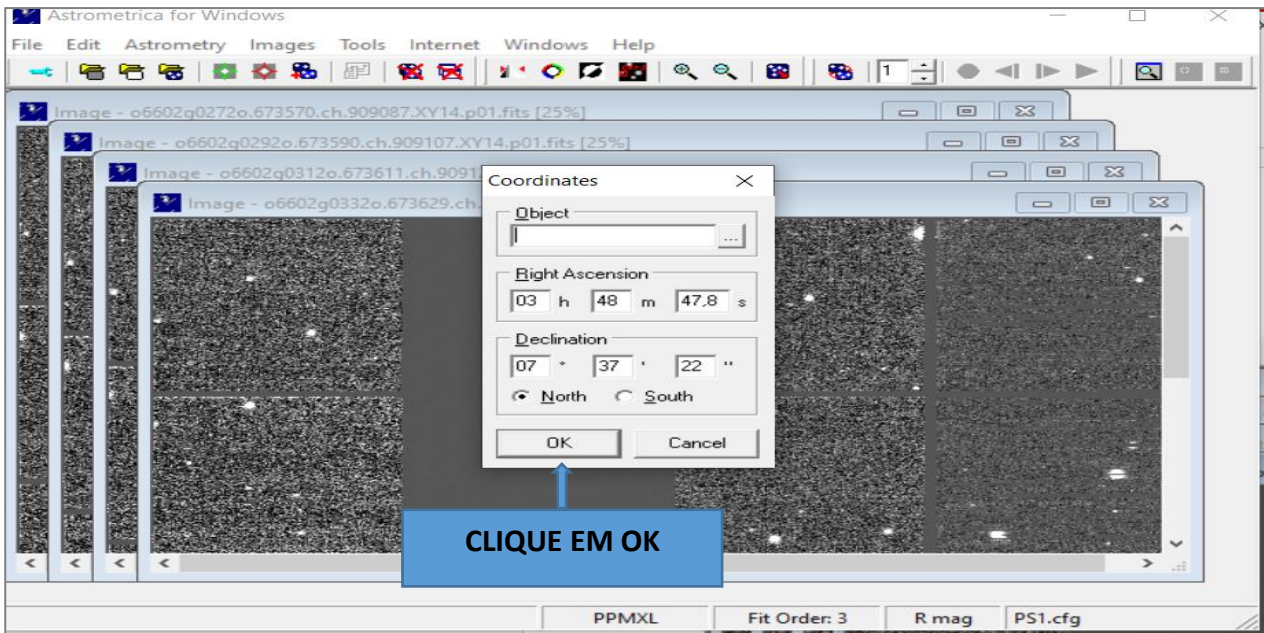 Astrometrica for Windows
File Edit Astrometry Images Tools Internet Windows Help
1
Image - o6602g0272o.673570.ch.909087.XY14.p01.fits [25%]
Image - o6602g0292o.673590.ch.909107.XY14.p01.fits [25%]
Image - o6602g0312o.673611.ch.9091
Image - o6602g0332o.673629.ch.
Coordinates
Object
...
Right Ascension
03 h 48 m 47,8 s
Declination
07 ° 37 ' 22 "
North South
OK Cancel
CLIQUE EM OK
PPMXL Fit Order: 3 R mag PS1.cfg